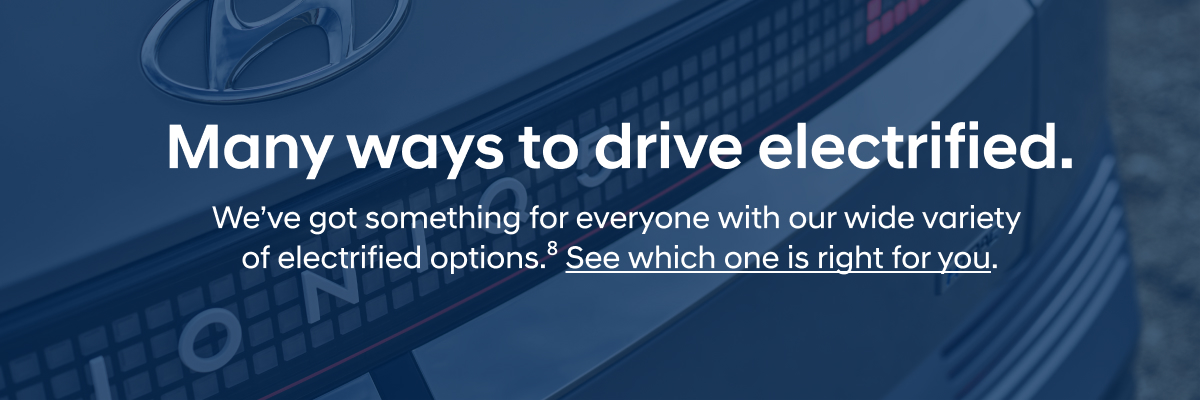 Many ways to drive electrified.
We’ve got something for everyone with our wide variety
of electrified options.⁸ See which one is right for you.
IONIQ 5